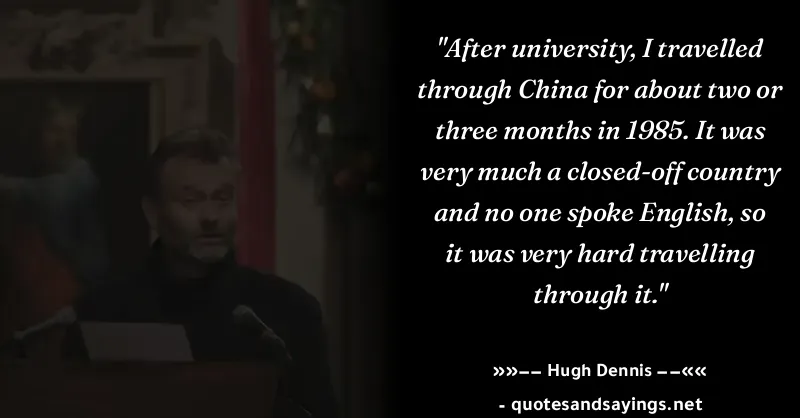 "After university, I travelled
through China for about two or
three months in 1985. It was
very much a closed-off country
and no one spoke English, so
it was very hard travelling
through it."
»»−− Hugh Dennis −−««
- quotesandsayings.net